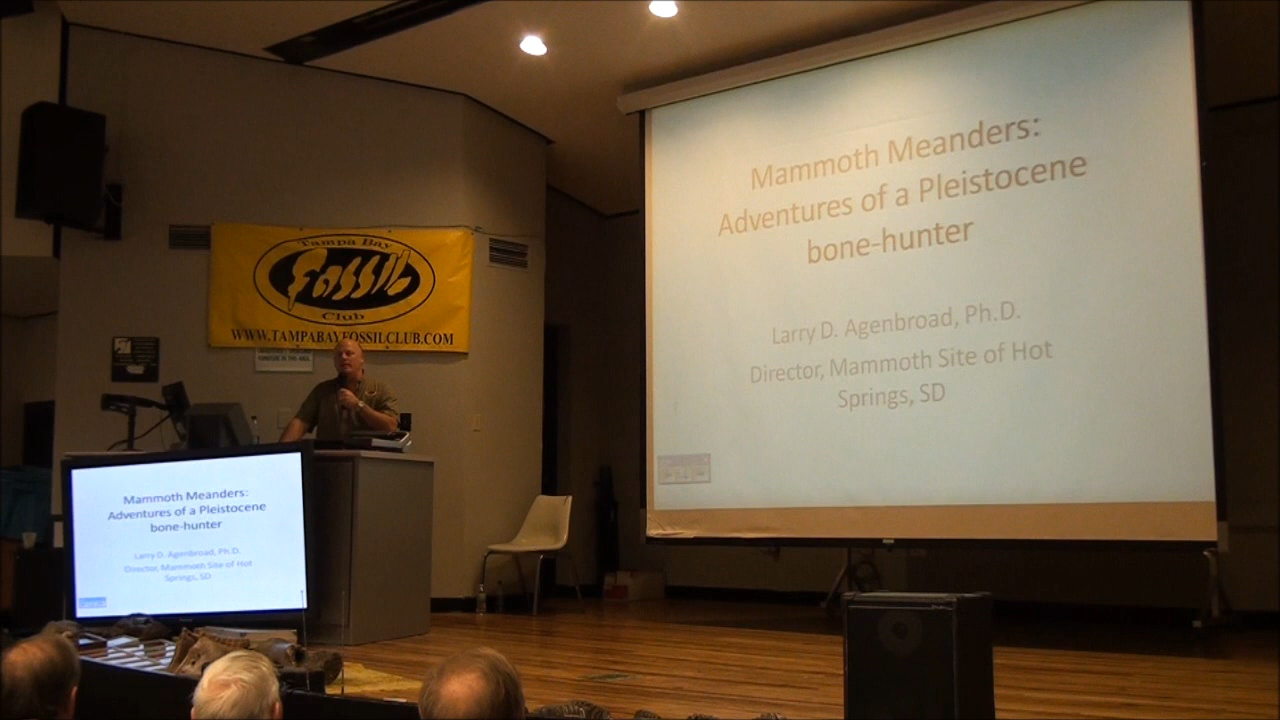 Tampa Bay
Fossil
Club
WWW.TAMPABAYFOSSILCLUB.COM
Mammoth Meanders:
Adventures of a Pleistocene
bone-hunter
Larry D. Agenbroad, Ph.D.
Director, Mammoth Site of Hot
Springs, SD
Mammoth Meanders:
Adventures of a Pleistocene
bone-hunter
Larry D. Agenbroad, Ph.D.
Director, Mammoth Site of Hot
Springs, SD